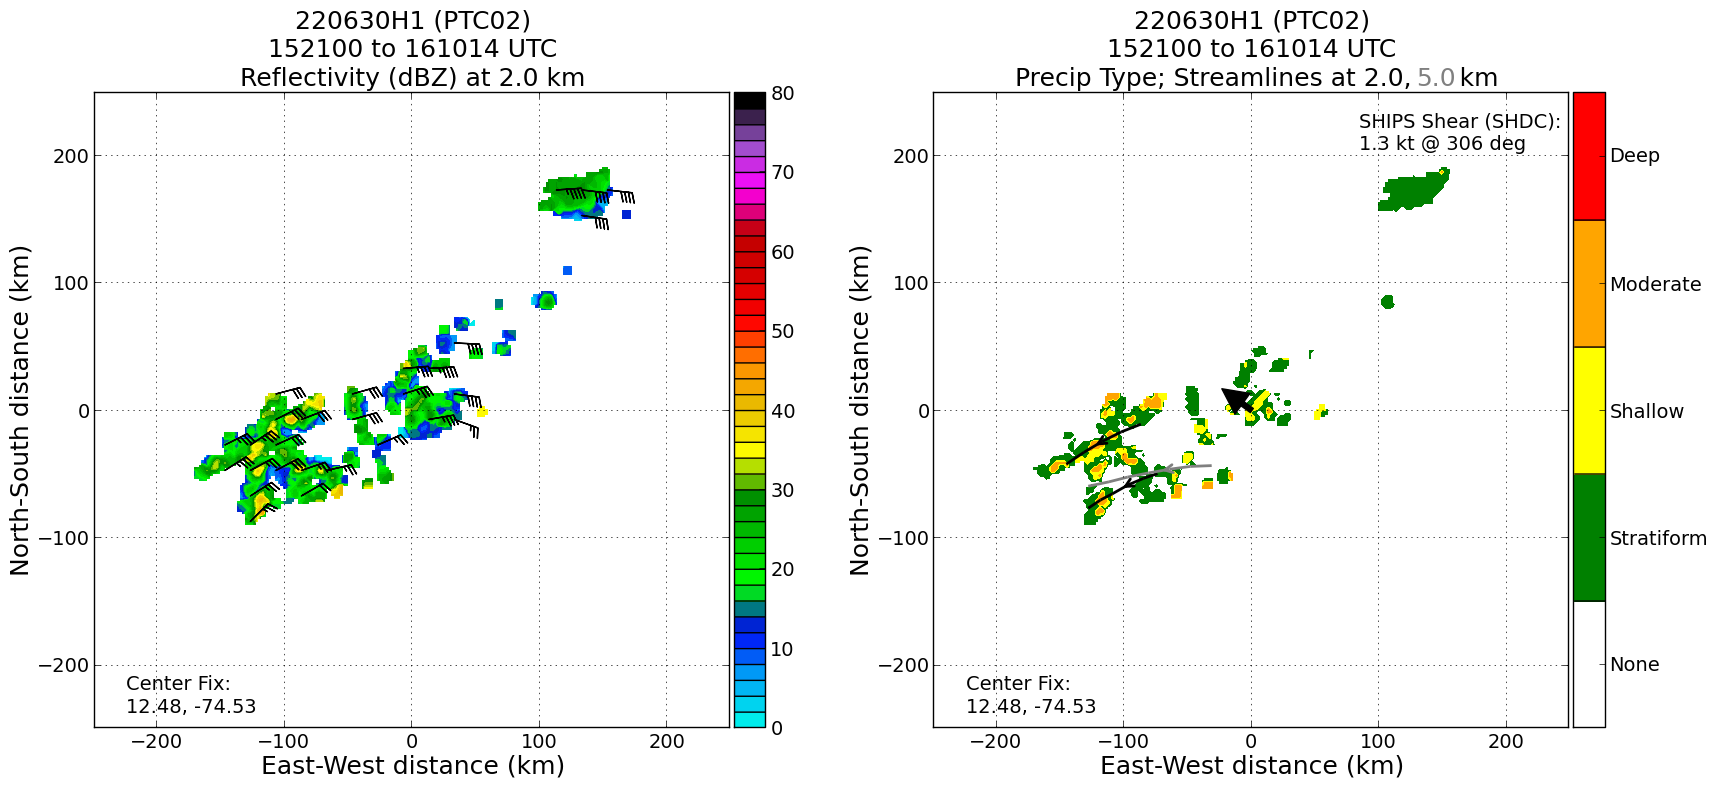 220630H1 (PTC02)
152100 to 161014 UTC
Reflectivity (dBZ) at 2.0 km
North-South distance (km)
200
100
0
−100
−200
−200
−100
0
100
200
East-West distance (km)
Center Fix:
12.48, -74.53
80
70
60
50
40
30
20
10
0
220630H1 (PTC02)
152100 to 161014 UTC
Precip Type; Streamlines at 2.0, 5.0 km
SHIPS Shear (SHDC):
1.3 kt @ 306 deg
North-South distance (km)
200
100
0
−100
−200
−200
−100
0
100
200
East-West distance (km)
Center Fix:
12.48, -74.53
Deep
Moderate
Shallow
Stratiform
None